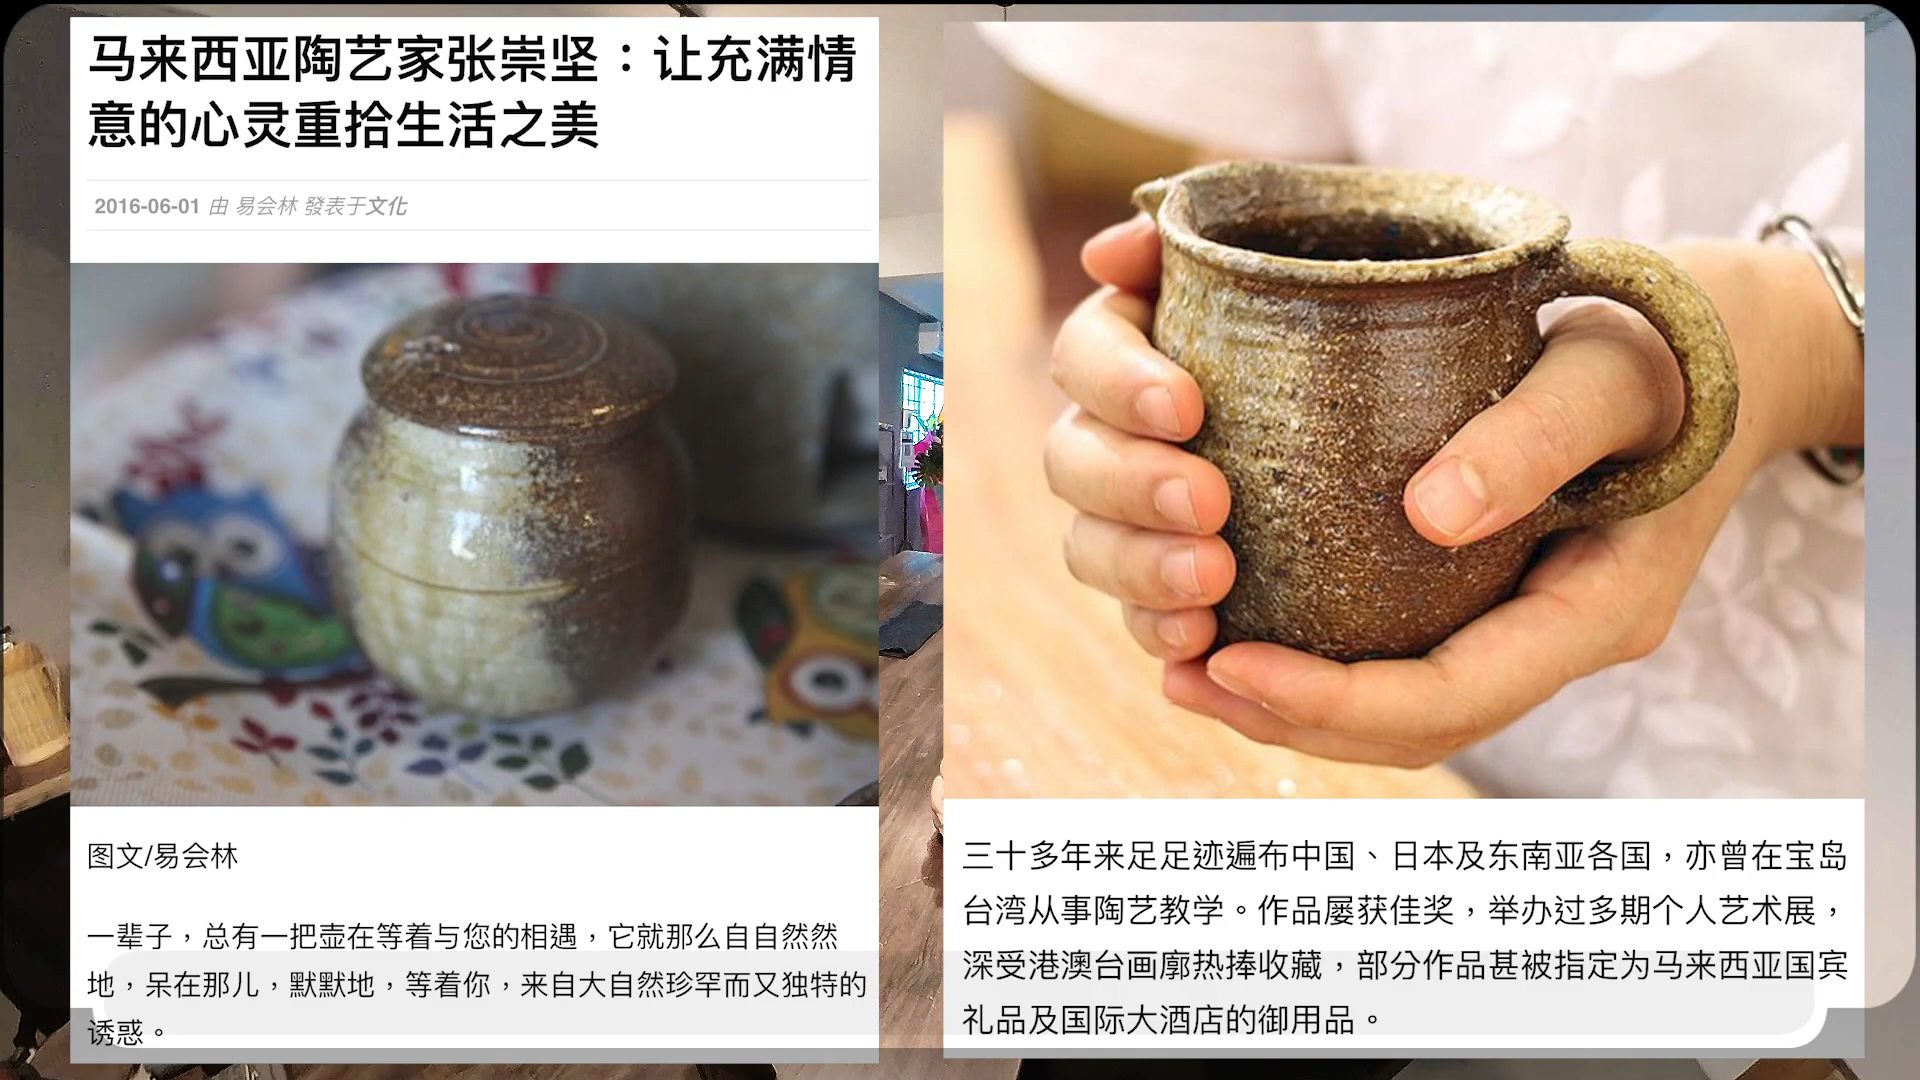 马来西亚陶艺家张崇坚：让充满情
意的心灵重拾生活之美
2016-06-01 由 易会林 發表于文化
图文/易会林
一辈子，总有一把壶在等着与您的相遇，它就那么自自然然
地，呆在那儿，默默地，等着你，来自大自然珍罕而又独特的
诱惑。
三十多年来足足迹遍布中国、日本及东南亚各国，亦曾在宝岛
台湾从事陶艺教学。作品屡获佳奖，举办过多期个人艺术展，
深受港澳台画廓热捧收藏，部分作品甚被指定为马来西亚国宾
礼品及国际大酒店的御用品。